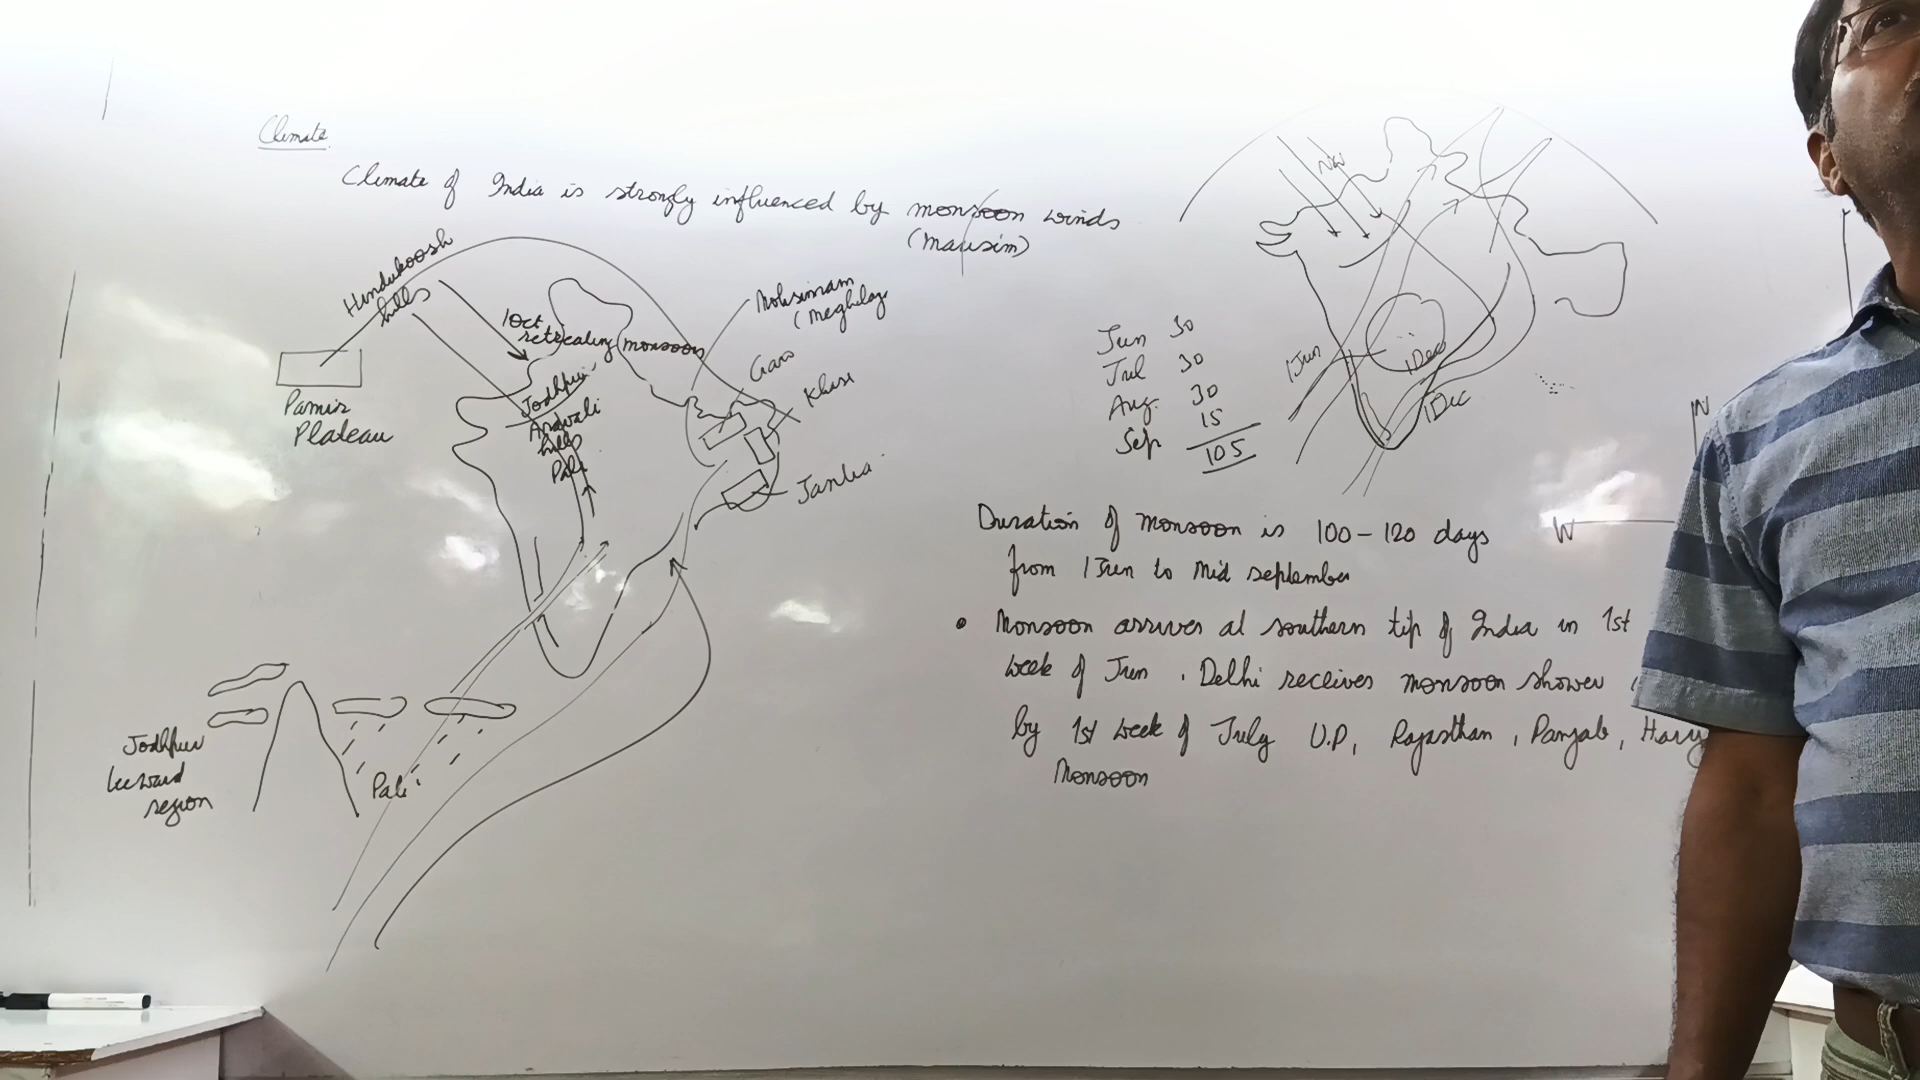 Climate
Climate of India is strongly influenced by monsoon winds
(Mausim)
Hindukoosh
hills
Pamir
Plateau
1 Oct
retreating monsoon
Jodhpur
Aravali
hills
Pali
Mohsinram
(Meghalay
Garo
Khasi
Jantia
Jodhpur
leeward
region
Pali
Jun 30
Jul 30
Aug. 30
Sep 15
105
1 Jun
1 Dec
1 Dec
N
W
Duration of monsoon is 100-120 days
from 1 Jun to Mid september
• Monsoon arrives at southern tip of India in 1st
week of Jun. Delhi receives monsoon shower
by 1st week of July U.P, Rajasthan, Panjab, Hary
Monsoon